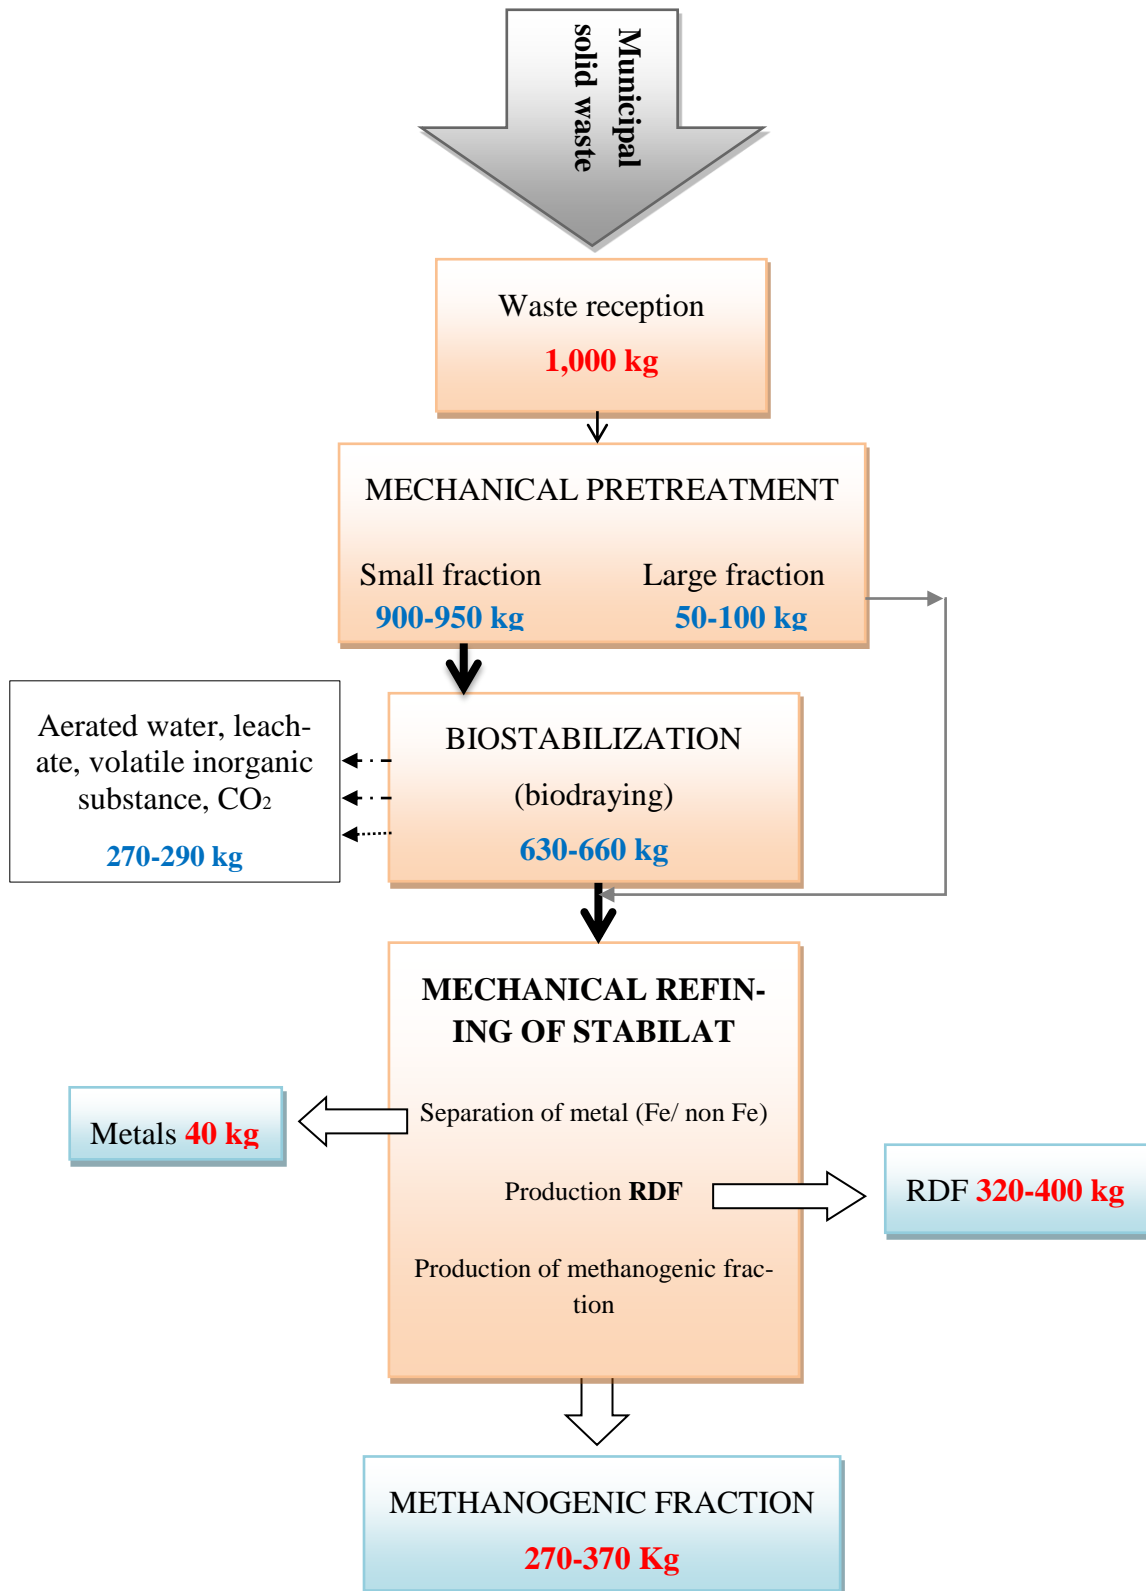 Municipal
solid waste
Waste reception
1,000 kg
MECHANICAL PRETREATMENT
Small fraction
900-950 kg
Large fraction
50-100 kg
Aerated water, leach-
ate, volatile inorganic
substance, CO2
270-290 kg
BIOSTABILIZATION
(biodraying)
630-660 kg
MECHANICAL REFIN-
ING OF STABILAT
Separation of metal (Fe/ non Fe)
Metals 40 kg
Production RDF
RDF 320-400 kg
Production of methanogenic frac-
tion
METHANOGENIC FRACTION
270-370 Kg